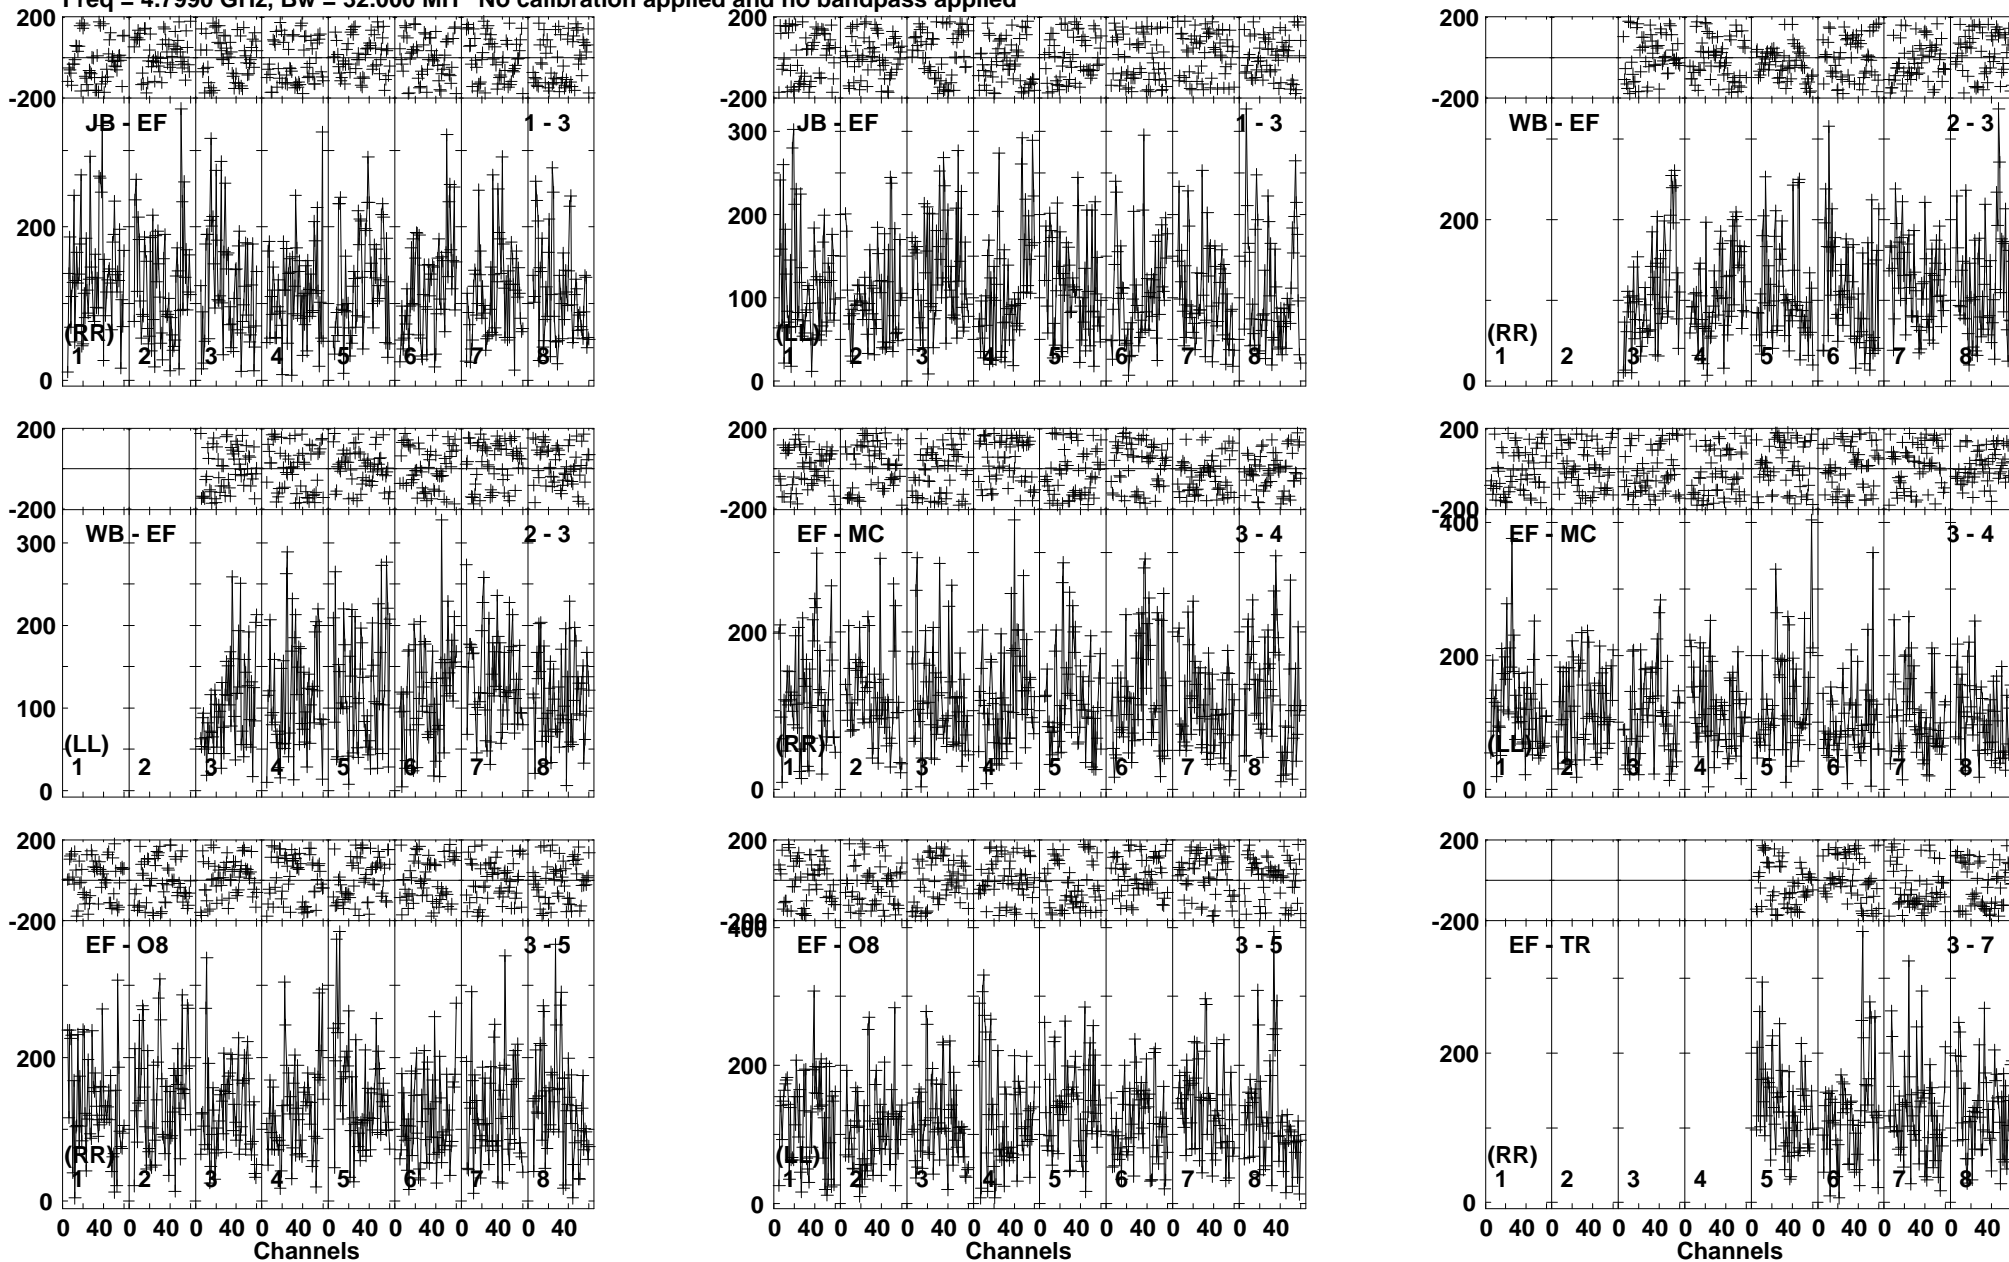 Freq = 4.7990 GHz, Bw = 32.000 MH No calibration applied and no bandpass applied
200 200 200
-200 -200 -200
JB - EF 1 - 3 JB - EF 1 - 3 WB - EF 2 - 3
300
200 200 200
100
(RR) (LL) (RR)
1 2 3 4 5 6 7 8 1 2 3 4 5 6 7 8 1 2 3 4 5 6 7 8
0 0 0
200 200 200
-200 -200 -200
400
WB - EF 2 - 3 EF - MC 3 - 4 EF - MC 3 - 4
300
200 200 200
100
(LL) (RR) (LL)
1 2 3 4 5 6 7 8 1 2 3 4 5 6 7 8 1 2 3 4 5 6 7 8
0 0 0
200 200 200
-200 -200 -200
400
EF - O8 3 - 5 EF - O8 3 - 5 EF - TR 3 - 7
200 200 200
(RR) (LL) (RR)
1 2 3 4 5 6 7 8 1 2 3 4 5 6 7 8 1 2 3 4 5 6 7 8
0 0 0
0 40 0 40 0 40 0 40 0 40 0 40 0 40 0 40 0 40 0 40 0 40 0 40 0 40 0 40 0 40 0 40 0 40 0 40 0 40 0 40 0 40 0 40 0 40 0 40
Channels Channels Channels